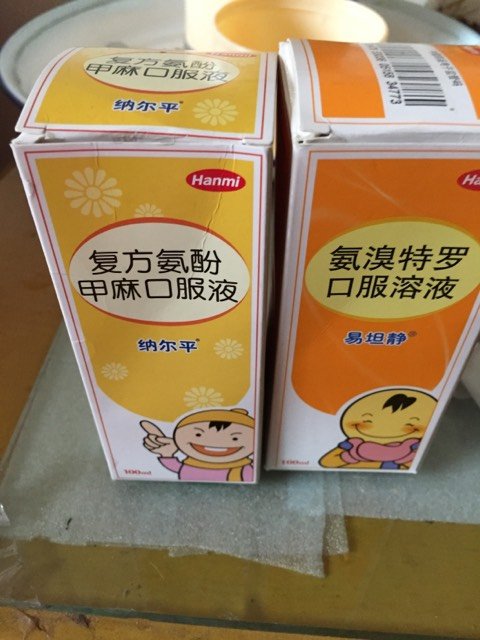 复方氨酚
甲麻口服液
纳尔平®
Hanmi
复方氨酚
甲麻口服液
纳尔平®
100ml
34773
氨溴特罗
口服溶液
易坦静®
100ml